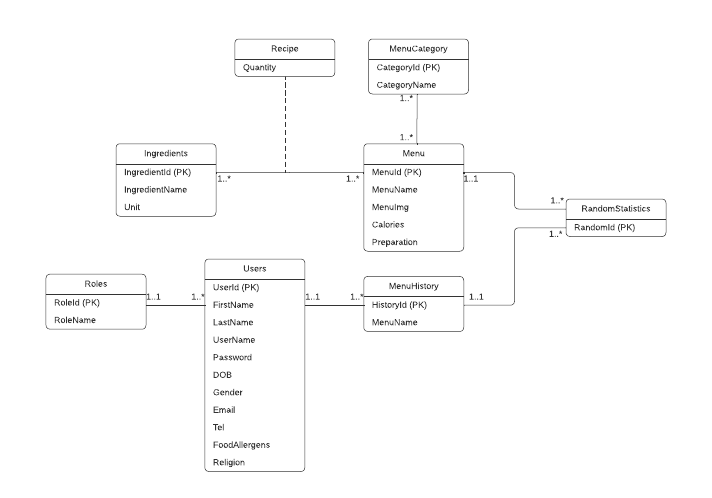 Recipe
Quantity
MenuCategory
CategoryId (PK)
CategoryName
1..*
1..*
Ingredients
IngredientId (PK)
IngredientName
Unit
1..*
1..*
Menu
MenuId (PK)
MenuName
MenuImg
Calories
Preparation
1..1
1..*
RandomStatistics
RandomId (PK)
1..*
Roles
RoleId (PK)
RoleName
1..1
1..*
Users
UserId (PK)
FirstName
LastName
UserName
Password
DOB
Gender
Email
Tel
FoodAllergens
Religion
1..1
1..*
MenuHistory
HistoryId (PK)
MenuName
1..1